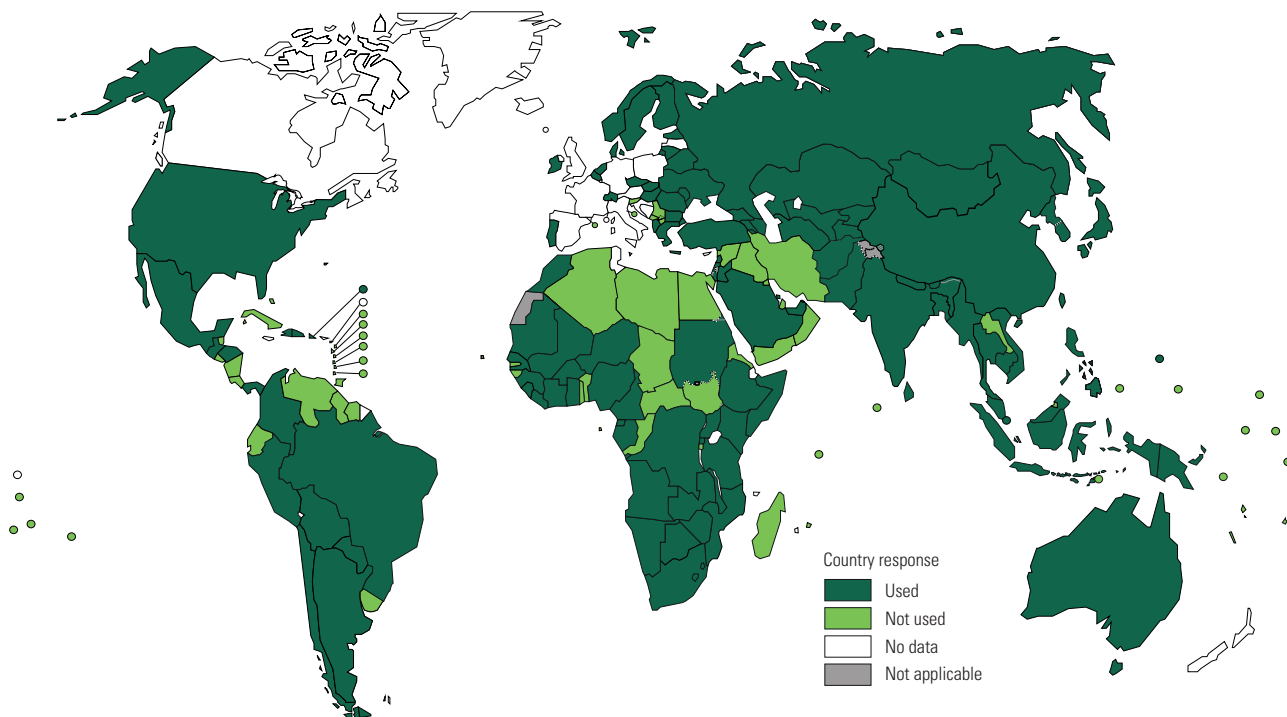 Country response
Used
Not used
No data
Not applicable